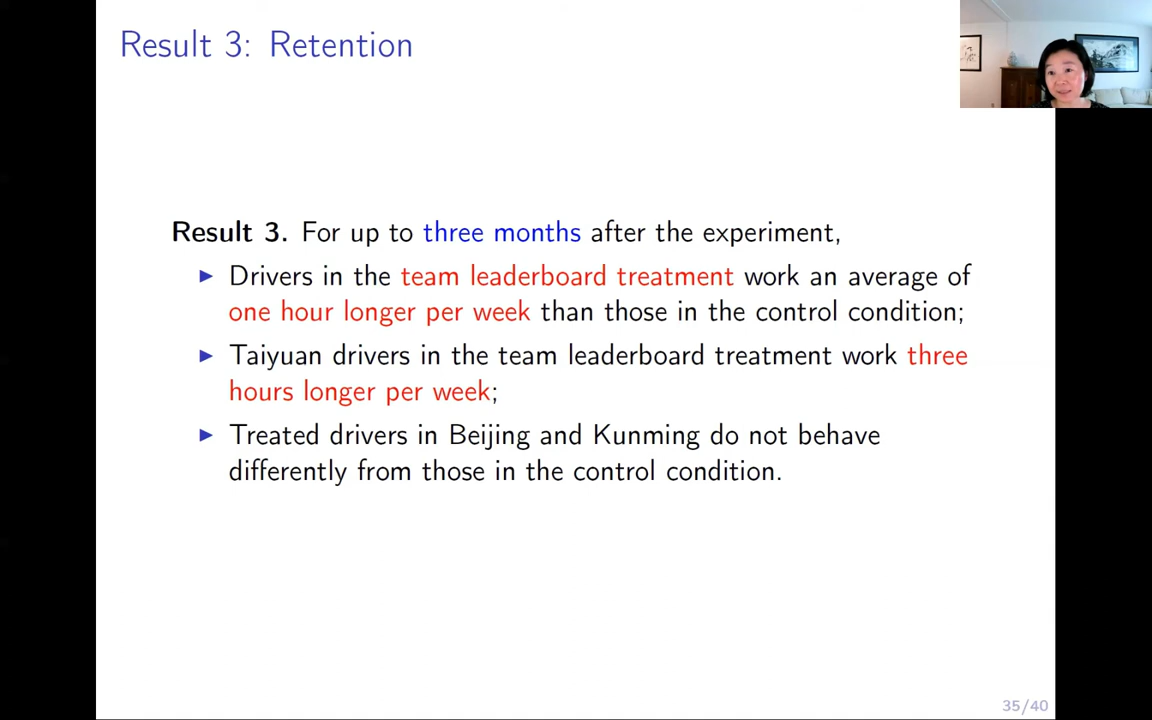 Result 3: Retention
Result 3. For up to three months after the experiment,
▶ Drivers in the team leaderboard treatment work an average of
one hour longer per week than those in the control condition;
▶ Taiyuan drivers in the team leaderboard treatment work three
hours longer per week;
▶ Treated drivers in Beijing and Kunming do not behave
differently from those in the control condition.
35/40